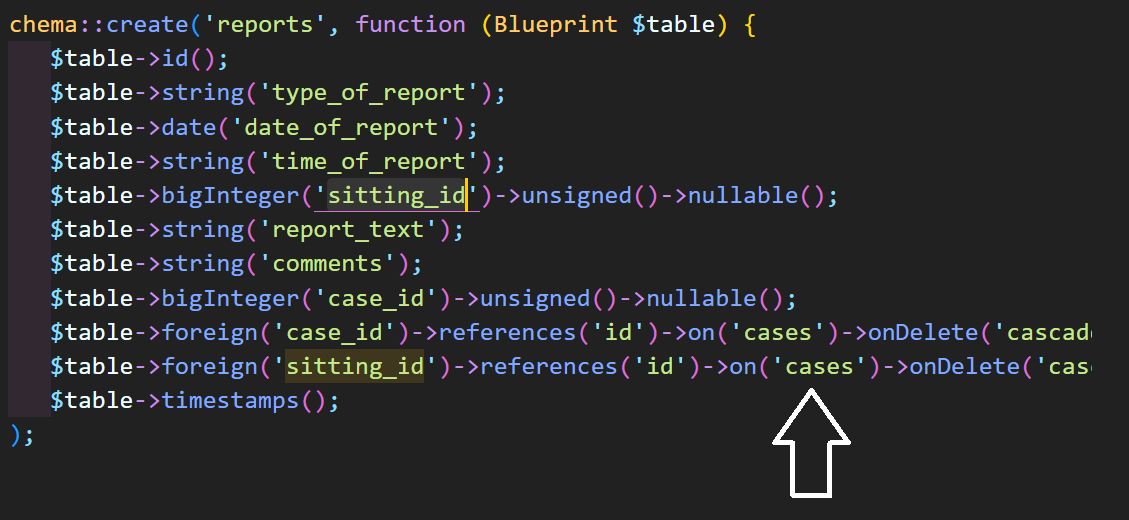 chema::create('reports', function (Blueprint $table) {
$table->id();
$table->string('type_of_report');
$table->date('date_of_report');
$table->string('time_of_report');
$table->bigInteger('sitting_id')->unsigned()->nullable();
$table->string('report_text');
$table->string('comments');
$table->bigInteger('case_id')->unsigned()->nullable();
$table->foreign('case_id')->references('id')->on('cases')->onDelete('cascad
$table->foreign('sitting_id')->references('id')->on('cases')->onDelete('cas
$table->timestamps();
);